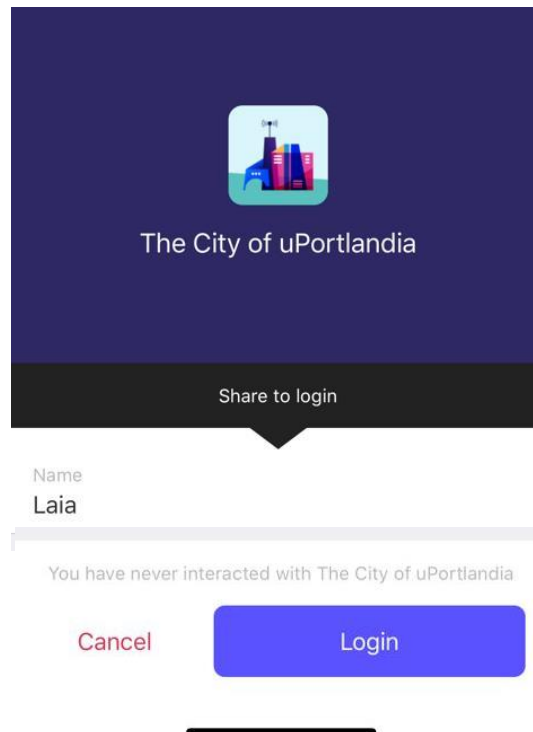 The City of uPortlandia
Share to login
Name
Laia
You have never interacted with The City of uPortlandia
Cancel
Login